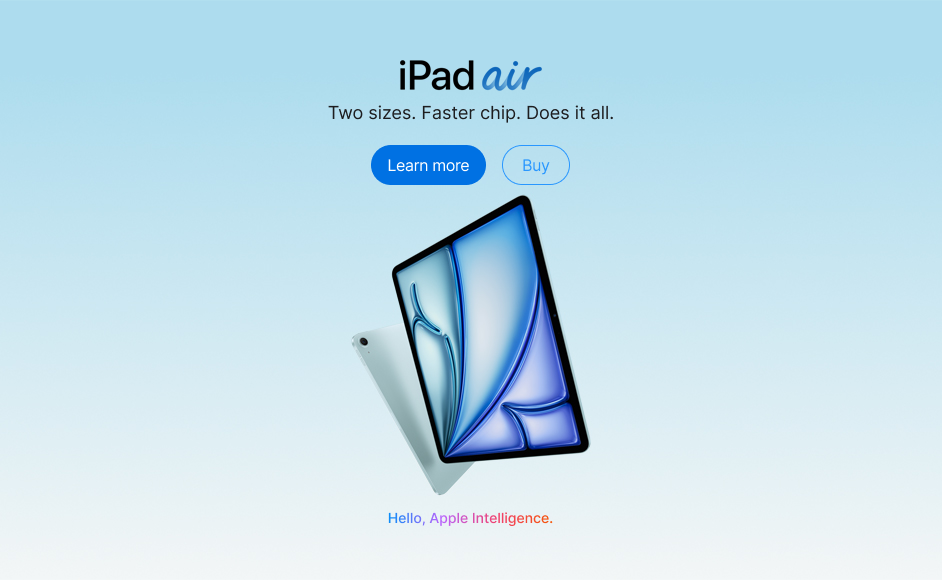 iPad air
Two sizes. Faster chip. Does it all.
Learn more
Buy
Hello, Apple Intelligence.